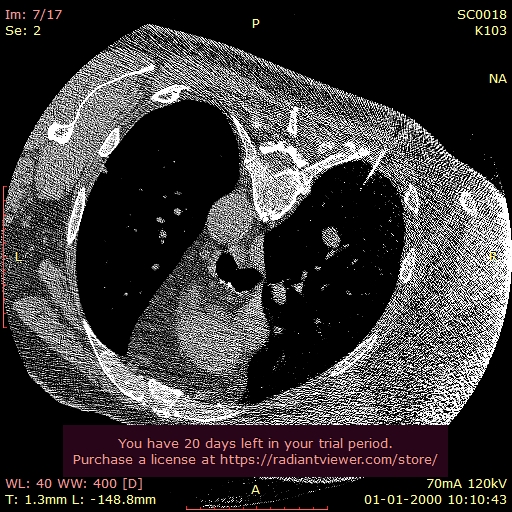 Im: 7/17
Se: 2
P
SC0018
K103
NA
L
R
You have 20 days left in your trial period.
Purchase a license at https://radiantviewer.com/store/
WL: 40 WW: 400 [D]
T: 1.3mm L: -148.8mm
A
70mA 120kV
01-01-2000 10:10:43